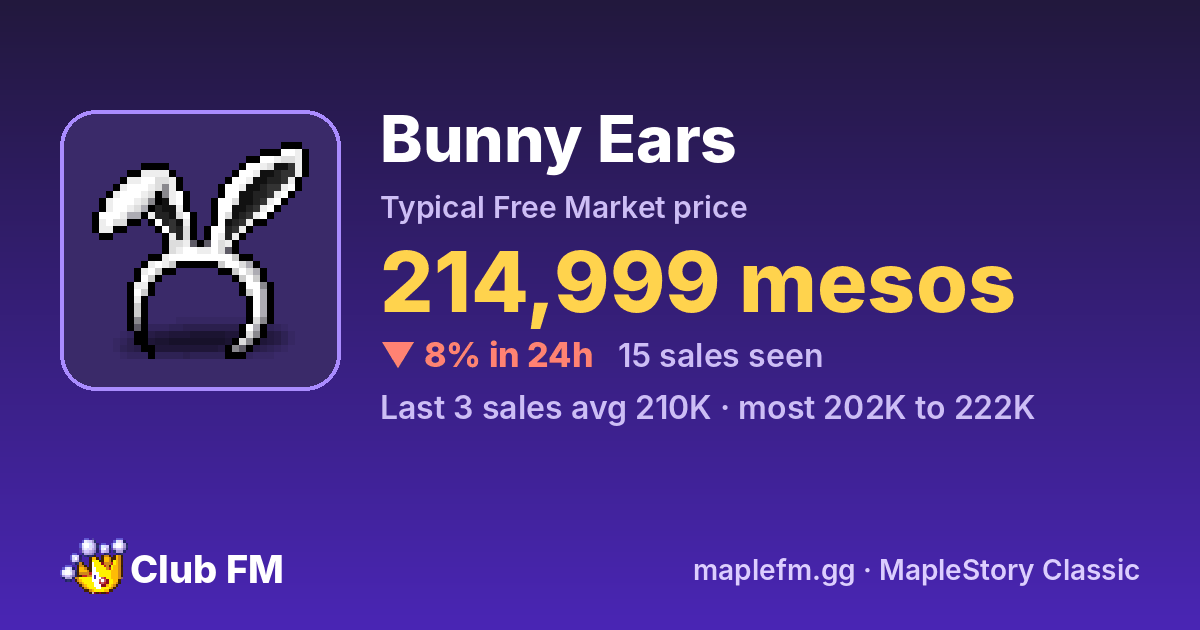 Bunny Ears
Typical Free Market price
214,999 mesos
▼ 8% in 24h 15 sales seen
Last 3 sales avg 210K · most 202K to 222K
Club FM
maplefm.gg · MapleStory Classic